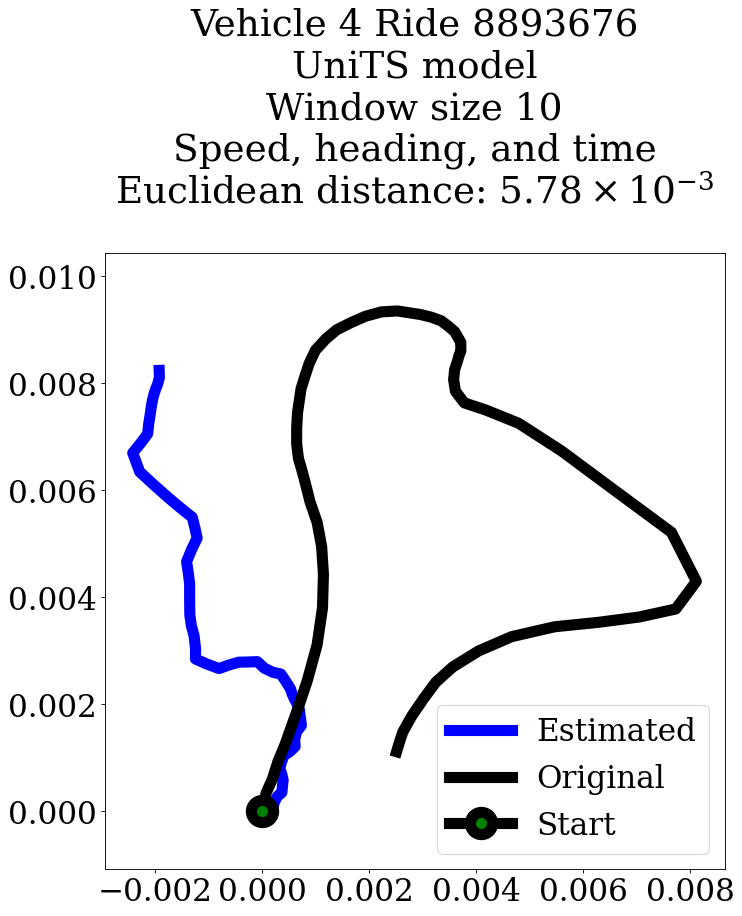 Vehicle 4 Ride 8893676
UniTS model
Window size 10
Speed, heading, and time
Euclidean distance: 5.78 × 10⁻³
0.010
0.008
0.006
0.004
0.002
0.000
Estimated
Original
Start
−0.002 0.000 0.002 0.004 0.006 0.008